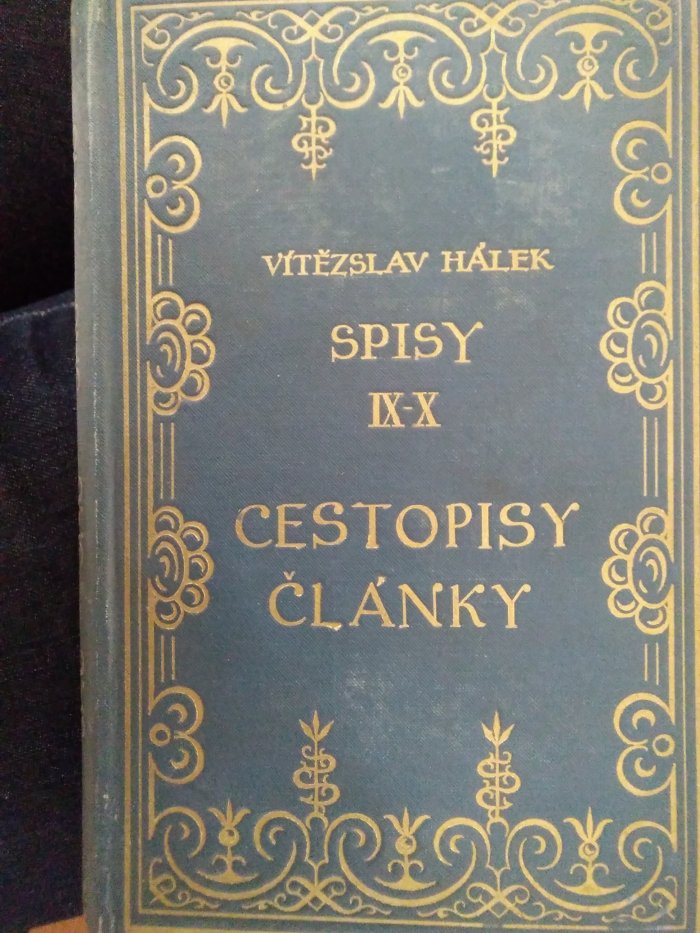 VÍTĚZSLAV HÁLEK
SPISY
IX-X
CESTOPISY
ČLÁNKY